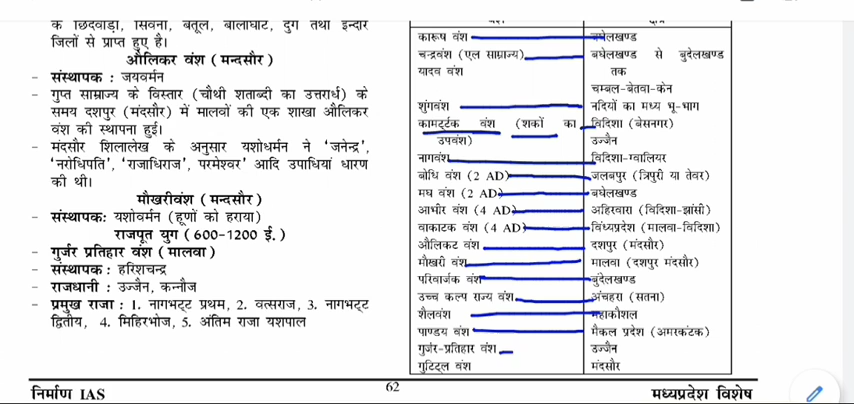 के छिंदवाड़ा, सिवनी, बैतूल, बालाघाट, दुर्ग तथा इन्दौर
जिलों से प्राप्त हुए है।
औलिकर वंश (मन्दसौर)
– संस्थापक : जयवर्मन
– गुप्त साम्राज्य के विस्तार (चौथी शताब्दी का उत्तरार्ध) के
समय दशपुर (मंदसौर) में मालवों की एक शाखा औलिकर
वंश की स्थापना हुई।
– मंदसौर शिलालेख के अनुसार यशोधर्मन ने 'जनेन्द्र',
'नरोधिपति', 'राजाधिराज', परमेश्वर' आदि उपाधियां धारण
की थी।
मौखरीवंश (मन्दसौर)
– संस्थापक: यशोवर्मन (हूणों को हराया)
राजपूत युग (600-1200 ई.)
– गुर्जर प्रतिहार वंश (मालवा)
– संस्थापक : हरिशचन्द्र
– राजधानी : उज्जैन, कन्नौज
– प्रमुख राजा : 1. नागभट्ट प्रथम, 2. वत्सराज, 3. नागभट्ट
द्वितीय, 4. मिहिरभोज, 5. अंतिम राजा यशपाल
कारूष वंश बघेलखण्ड
चन्द्रवंश (एल साम्राज्य) बघेलखण्ड से बुदेलखण्ड
यादव वंश तक
चम्बल-बेतवा-केन
शुंगवंश नदियों का मध्य भू-भाग
कामर्ट्टक वंश (शकों का विदिशा (बेसनगर)
उपवंश) उज्जैन
नागवंश विदिशा-ग्वालियर
बोधि वंश (2 AD) जलबपुर (त्रिपुरी या तेवर)
मघ वंश (2 AD) बघेलखण्ड
आभीर वंश (4 AD) अहिरवारा (विदिशा-झांसी)
वाकाटक वंश (4 AD) विंध्यप्रदेश (मालवा-विदिशा)
औलिकट वंश दशपुर (मंदसौर)
मौखरी वंश मालवा (दशपुर मंदसौर)
परिवार्जक वंश बुंदेलखण्ड
उच्च कल्प राज्य वंश अंचहरा (सतना)
शैलवंश महाकौशल
पाण्डय वंश मैकल प्रदेश (अमरकंटक)
गुर्जर-प्रतिहार वंश उज्जैन
गुटिट्ल वंश मंदसौर
निर्माण IAS 62 मध्यप्रदेश विशेष